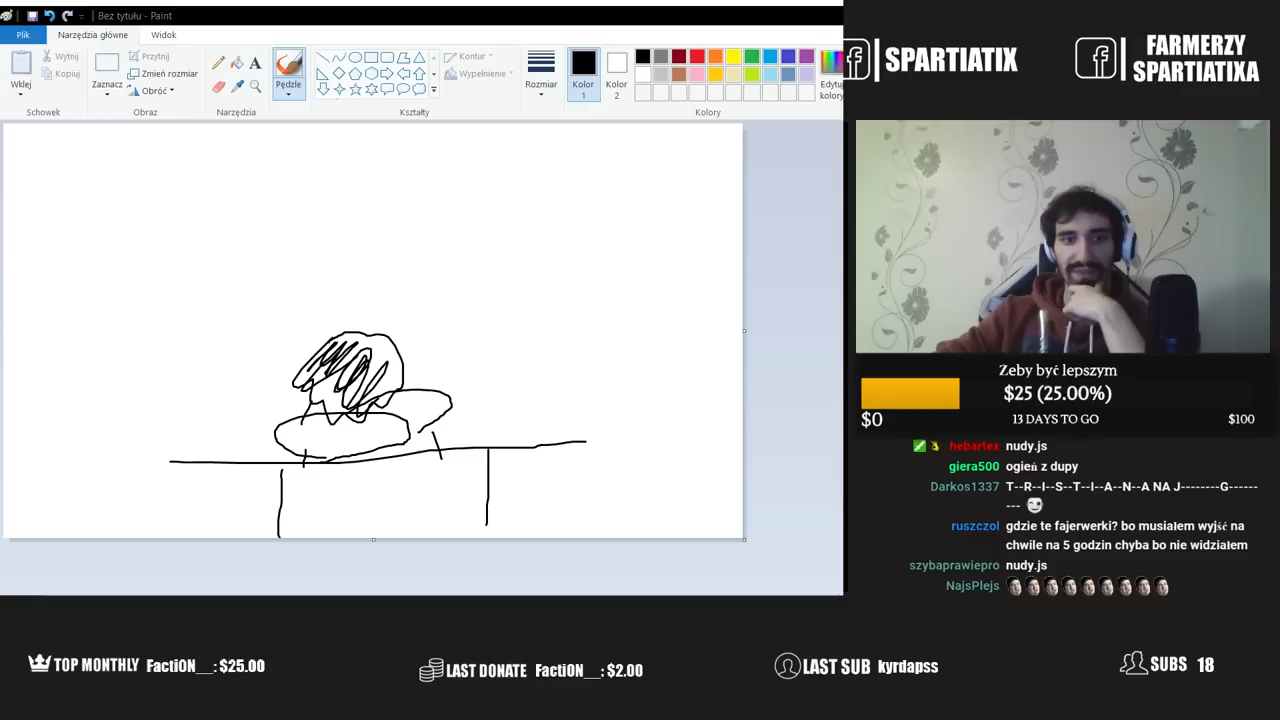 Bez tytułu - Paint
Plik
Narzędzia główne
Widok
Wklej
Wytnij
Kopiuj
Schowek
Zaznacz
Przytnij
Zmień rozmiar
Obróć
Obraz
Narzędzia
Pędzle
Kontur
Wypełnienie
Kształty
Rozmiar
Kolor
1
Kolor
2
Edytuj
kolory
Kolory
SPARTIATIX
FARMERZY
SPARTIATIXA
Żeby być lepszym
$25 (25.00%)
$0
13 DAYS TO GO
$100
hebartex nudy.js
giera500 ogień z dupy
Darkos1337 T--R--I--S--T--I--A--N--A NA J--------G------
---
ruszczol gdzie te fajerwerki? bo musiałem wyjść na
chwile na 5 godzin chyba bo nie widziałem
szybaprawiepro nudy.js
NajsPlejs
TOP MONTHLY FactiON__: $25.00
LAST DONATE FactiON__: $2.00
LAST SUB kyrdapss
SUBS 18